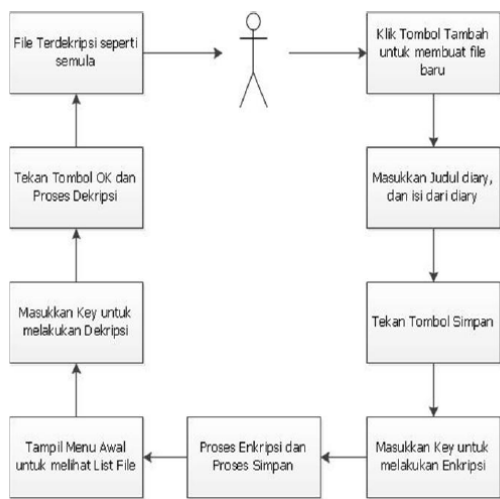 File Terdekripsi seperti
semula
Klik Tombol Tambah
untuk membuat file
baru
Masukkan Judul diary,
dan isi dari diary
Tekan Tombol Simpan
Masukkan Key untuk
melakukan Enkripsi
Proses Enkripsi dan
Proses Simpan
Tampil Menu Awal
untuk melihat List File
Masukkan Key untuk
melakukan Dekripsi
Tekan Tombol OK dan
Proses Dekripsi